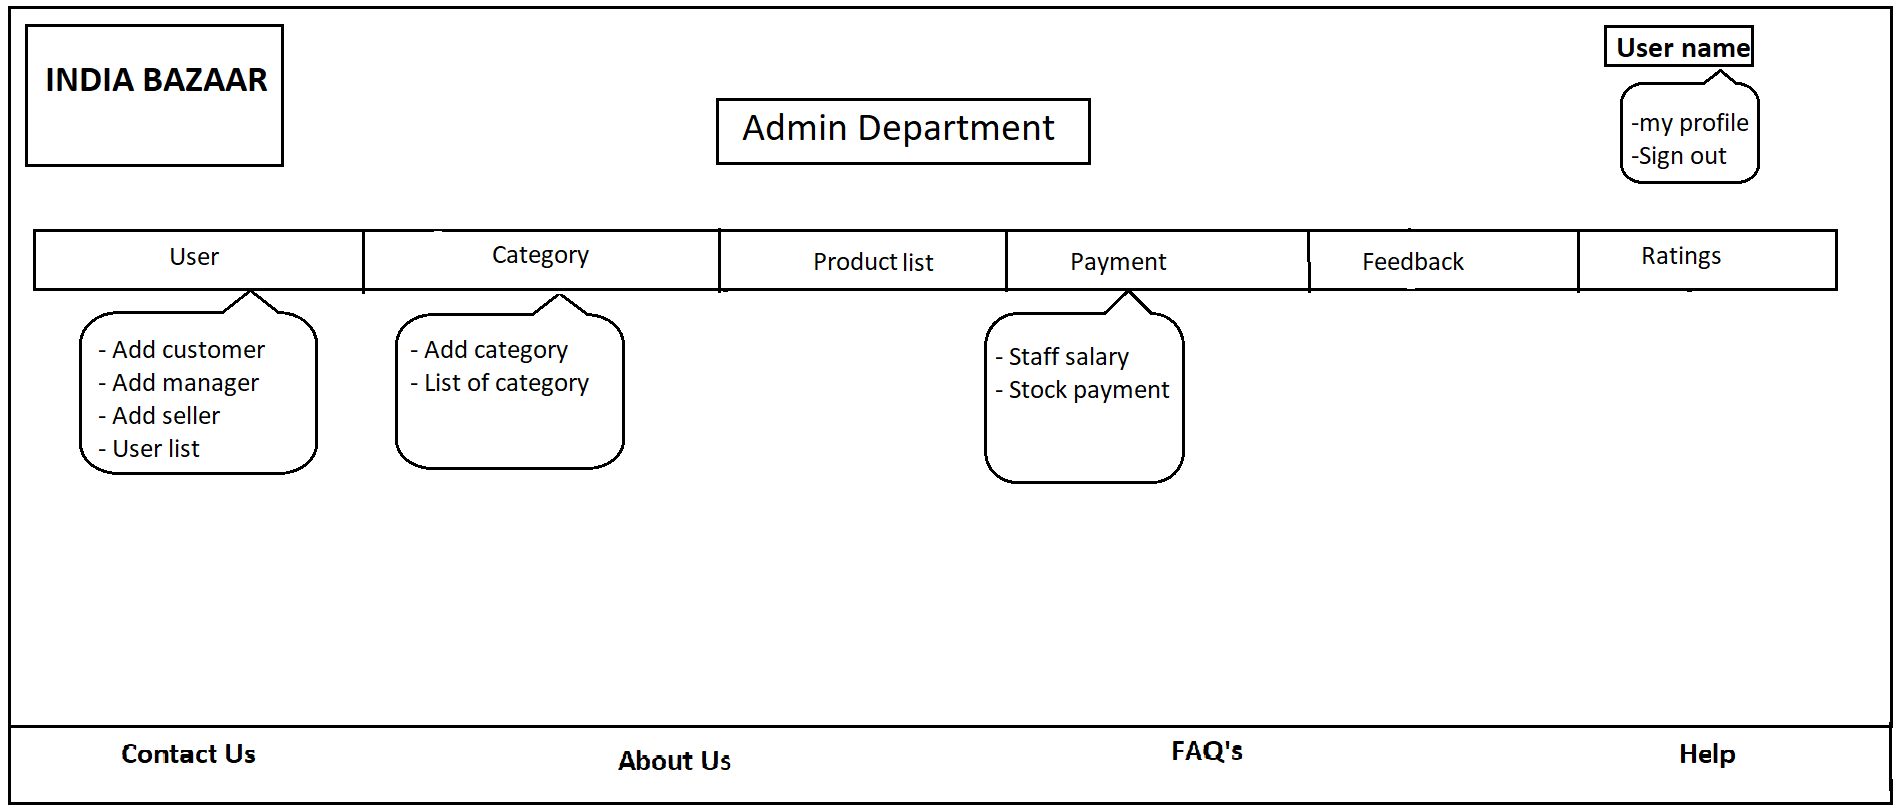 INDIA BAZAAR
User name
-my profile
-Sign out
Admin Department
User
Category
Product list
Payment
Feedback
Ratings
- Add customer
- Add manager
- Add seller
- User list
- Add category
- List of category
- Staff salary
- Stock payment
Contact Us
About Us
FAQ's
Help